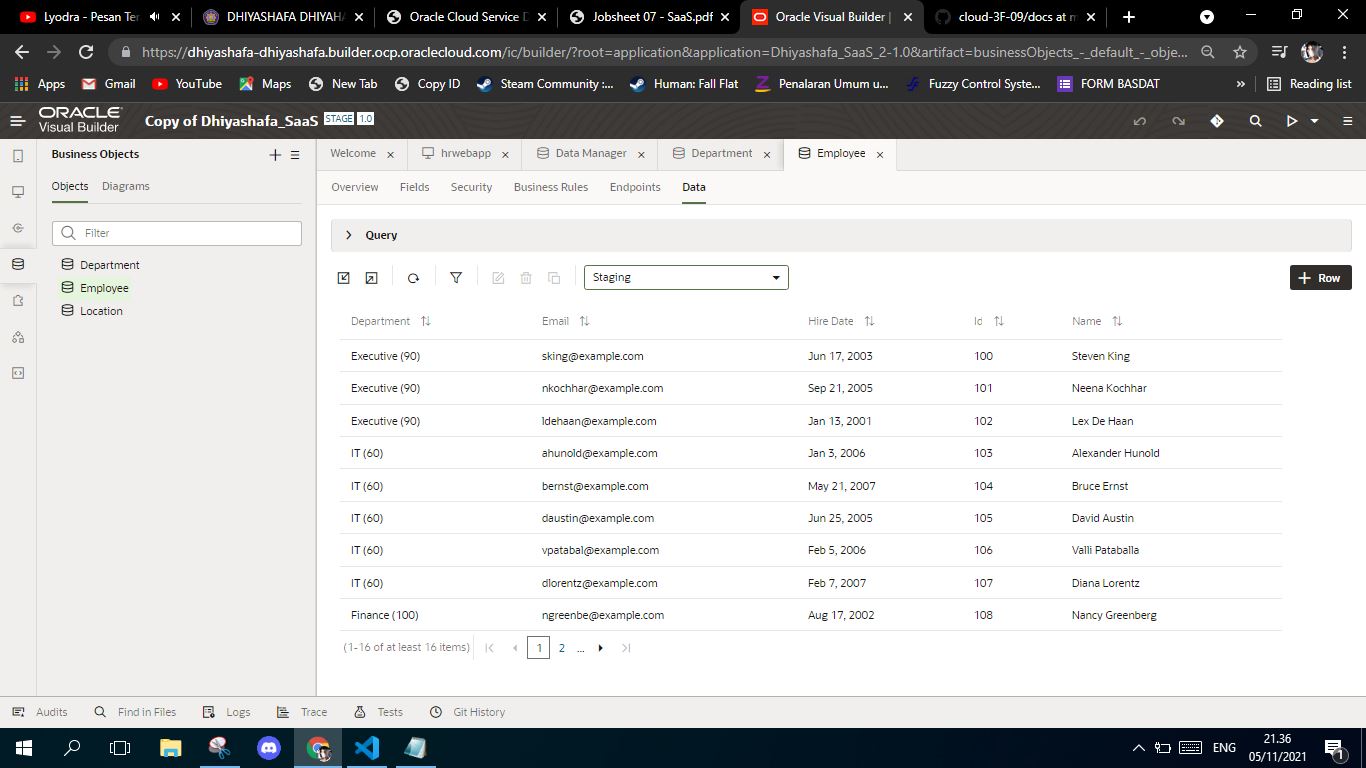 Lyodra - Pesan Ter
DHIYASHAFA DHIYAHA
Oracle Cloud Service D
Jobsheet 07 - SaaS.pdf
Oracle Visual Builder |
cloud-3F-09/docs at m
https://dhiyashafa-dhiyashafa.builder.ocp.oraclecloud.com/ic/builder/?root=application&application=Dhiyashafa_SaaS_2-1.0&artifact=businessObjects_-_default_-_obje...
Apps Gmail YouTube Maps New Tab Copy ID Steam Community :... Human: Fall Flat Penalaran Umum u... Fuzzy Control Syste... FORM BASDAT » Reading list
ORACLE
Visual Builder
Copy of Dhiyashafa_SaaS STAGE 1.0
Business Objects
Objects Diagrams
Filter
Department
Employee
Location
Welcome hrwebapp Data Manager Department Employee
Overview Fields Security Business Rules Endpoints Data
Query
Staging
+ Row
Department Email Hire Date Id Name
Executive (90) sking@example.com Jun 17, 2003 100 Steven King
Executive (90) nkochhar@example.com Sep 21, 2005 101 Neena Kochhar
Executive (90) ldehaan@example.com Jan 13, 2001 102 Lex De Haan
IT (60) ahunold@example.com Jan 3, 2006 103 Alexander Hunold
IT (60) bernst@example.com May 21, 2007 104 Bruce Ernst
IT (60) daustin@example.com Jun 25, 2005 105 David Austin
IT (60) vpatabal@example.com Feb 5, 2006 106 Valli Pataballa
IT (60) dlorentz@example.com Feb 7, 2007 107 Diana Lorentz
Finance (100) ngreenbe@example.com Aug 17, 2002 108 Nancy Greenberg
(1-16 of at least 16 items) 1 2 ...
Audits Find in Files Logs Trace Tests Git History
ENG
21.36
05/11/2021
1